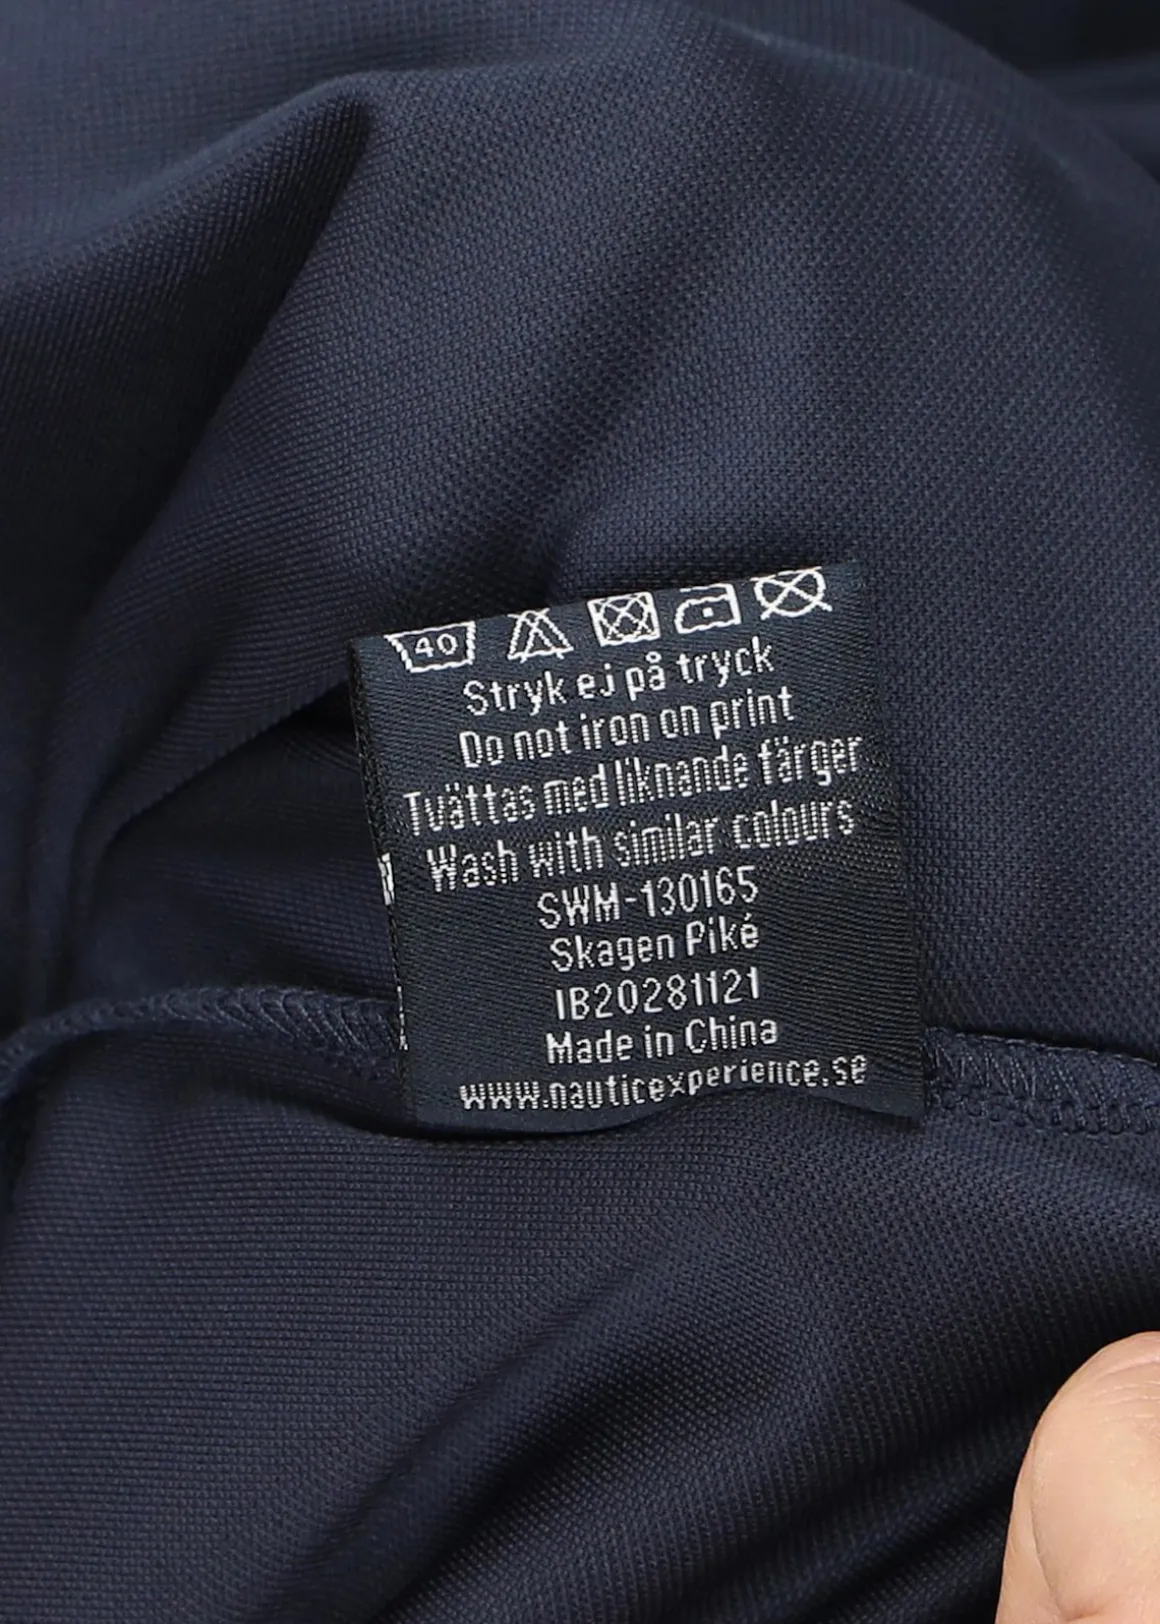 40
Stryk ej på tryck
Do not iron on print
Tvättas med liknande färger
Wash with similar colours
SWM-130165
Skagen Piké
IB20281121
Made in China
www.nauticexperience.se